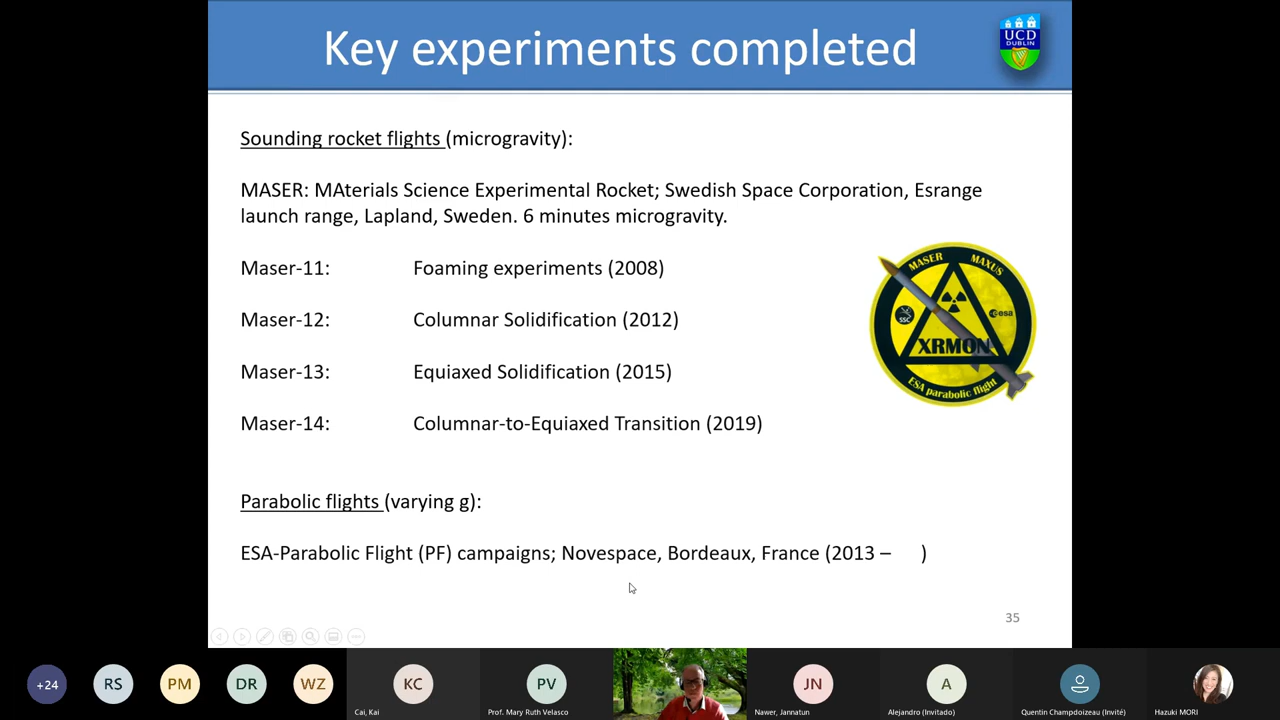 Key experiments completed
UCD
DUBLIN
Sounding rocket flights (microgravity):
MASER: MAterials Science Experimental Rocket; Swedish Space Corporation, Esrange
launch range, Lapland, Sweden. 6 minutes microgravity.
Maser-11: Foaming experiments (2008)
Maser-12: Columnar Solidification (2012)
Maser-13: Equiaxed Solidification (2015)
Maser-14: Columnar-to-Equiaxed Transition (2019)
MASER MAXUS
SSC
esa
XRMON
ESA parabolic flight
Parabolic flights (varying g):
ESA-Parabolic Flight (PF) campaigns; Novespace, Bordeaux, France (2013 – )
35
+24
RS
PM
DR
WZ
KC
PV
JN
A
Cai, Kai
Prof. Mary Ruth Velasco
Nawer, Jannatun
Alejandro (Invitado)
Quentin Champdoizeau (Invité)
Hazuki MORI